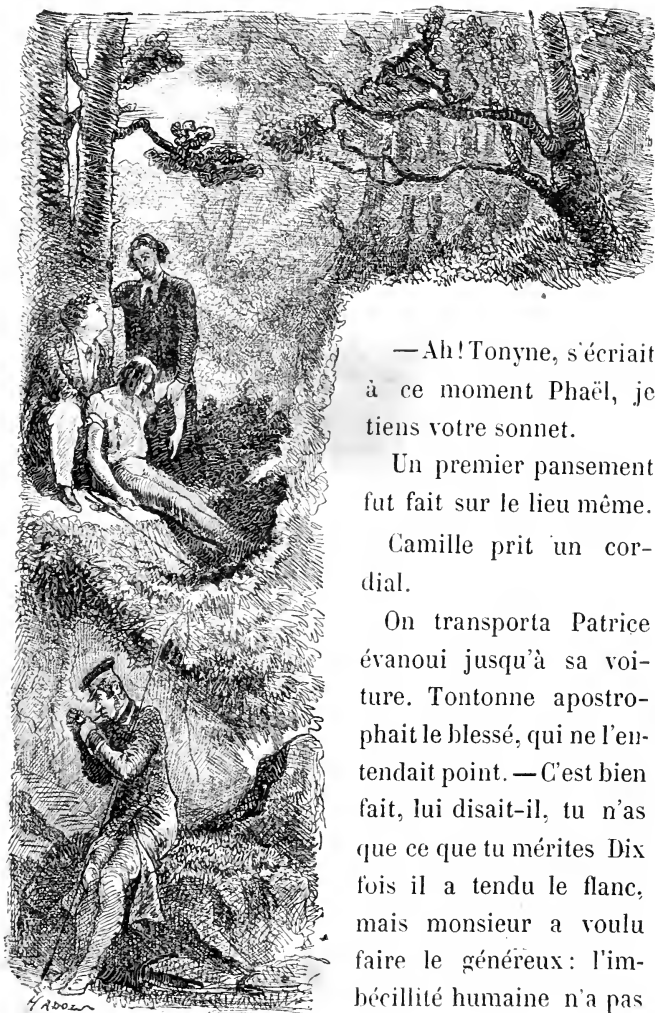 —Ah! Tonyne, s'écriait
à ce moment Phaël, je
tiens votre sonnet.
Un premier pansement
fut fait sur le lieu même.
Camille prit un cor-
dial.
On transporta Patrice
évanoui jusqu'à sa voi-
ture. Tontonne apostro-
phait le blessé, qui ne l'en-
tendait point. — C'est bien
fait, lui disait-il, tu n'as
que ce que tu mérites Dix
fois il a tendu le flanc,
mais monsieur a voulu
faire le généreux: l'im-
bécillité humaine n'a pas